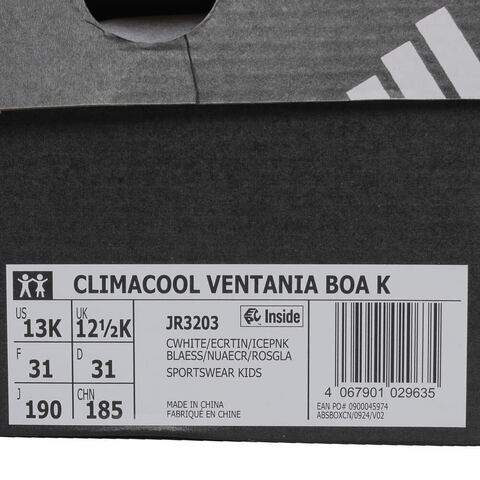 CLIMACOOL VENTANIA BOA K
US 13K UK 12½K
F 31 D 31
J 190 CHN 185
JR3203 Inside
CWHITE/ECRTIN/ICEPNK
BLAESS/NUAECR/ROSGLA
SPORTSWEAR KIDS
MADE IN CHINA
FABRIQUÉ EN CHINE
4 067901 029635
EAN PO# 0900045974
ABSBOXCN/0924/V02